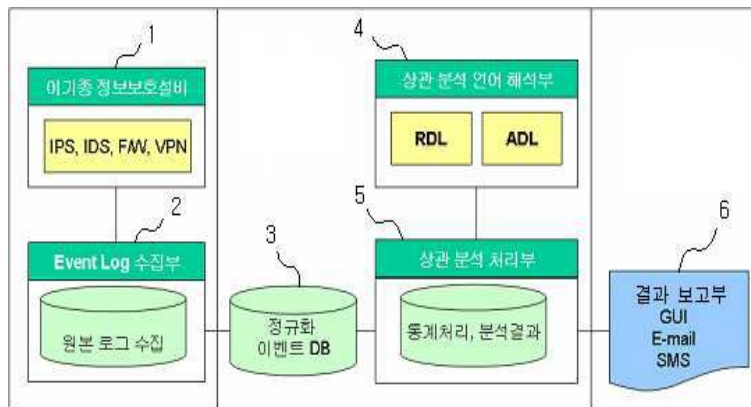 1
이기종 정보보호설비
IPS, IDS, F/W, VPN
2
Event Log 수집부
원본 로그 수집
3
정규화
이벤트 DB
4
상관 분석 언어 해석부
RDL
ADL
5
상관 분석 처리부
통계처리, 분석결과
6
결과 보고부
GUI
E-mail
SMS